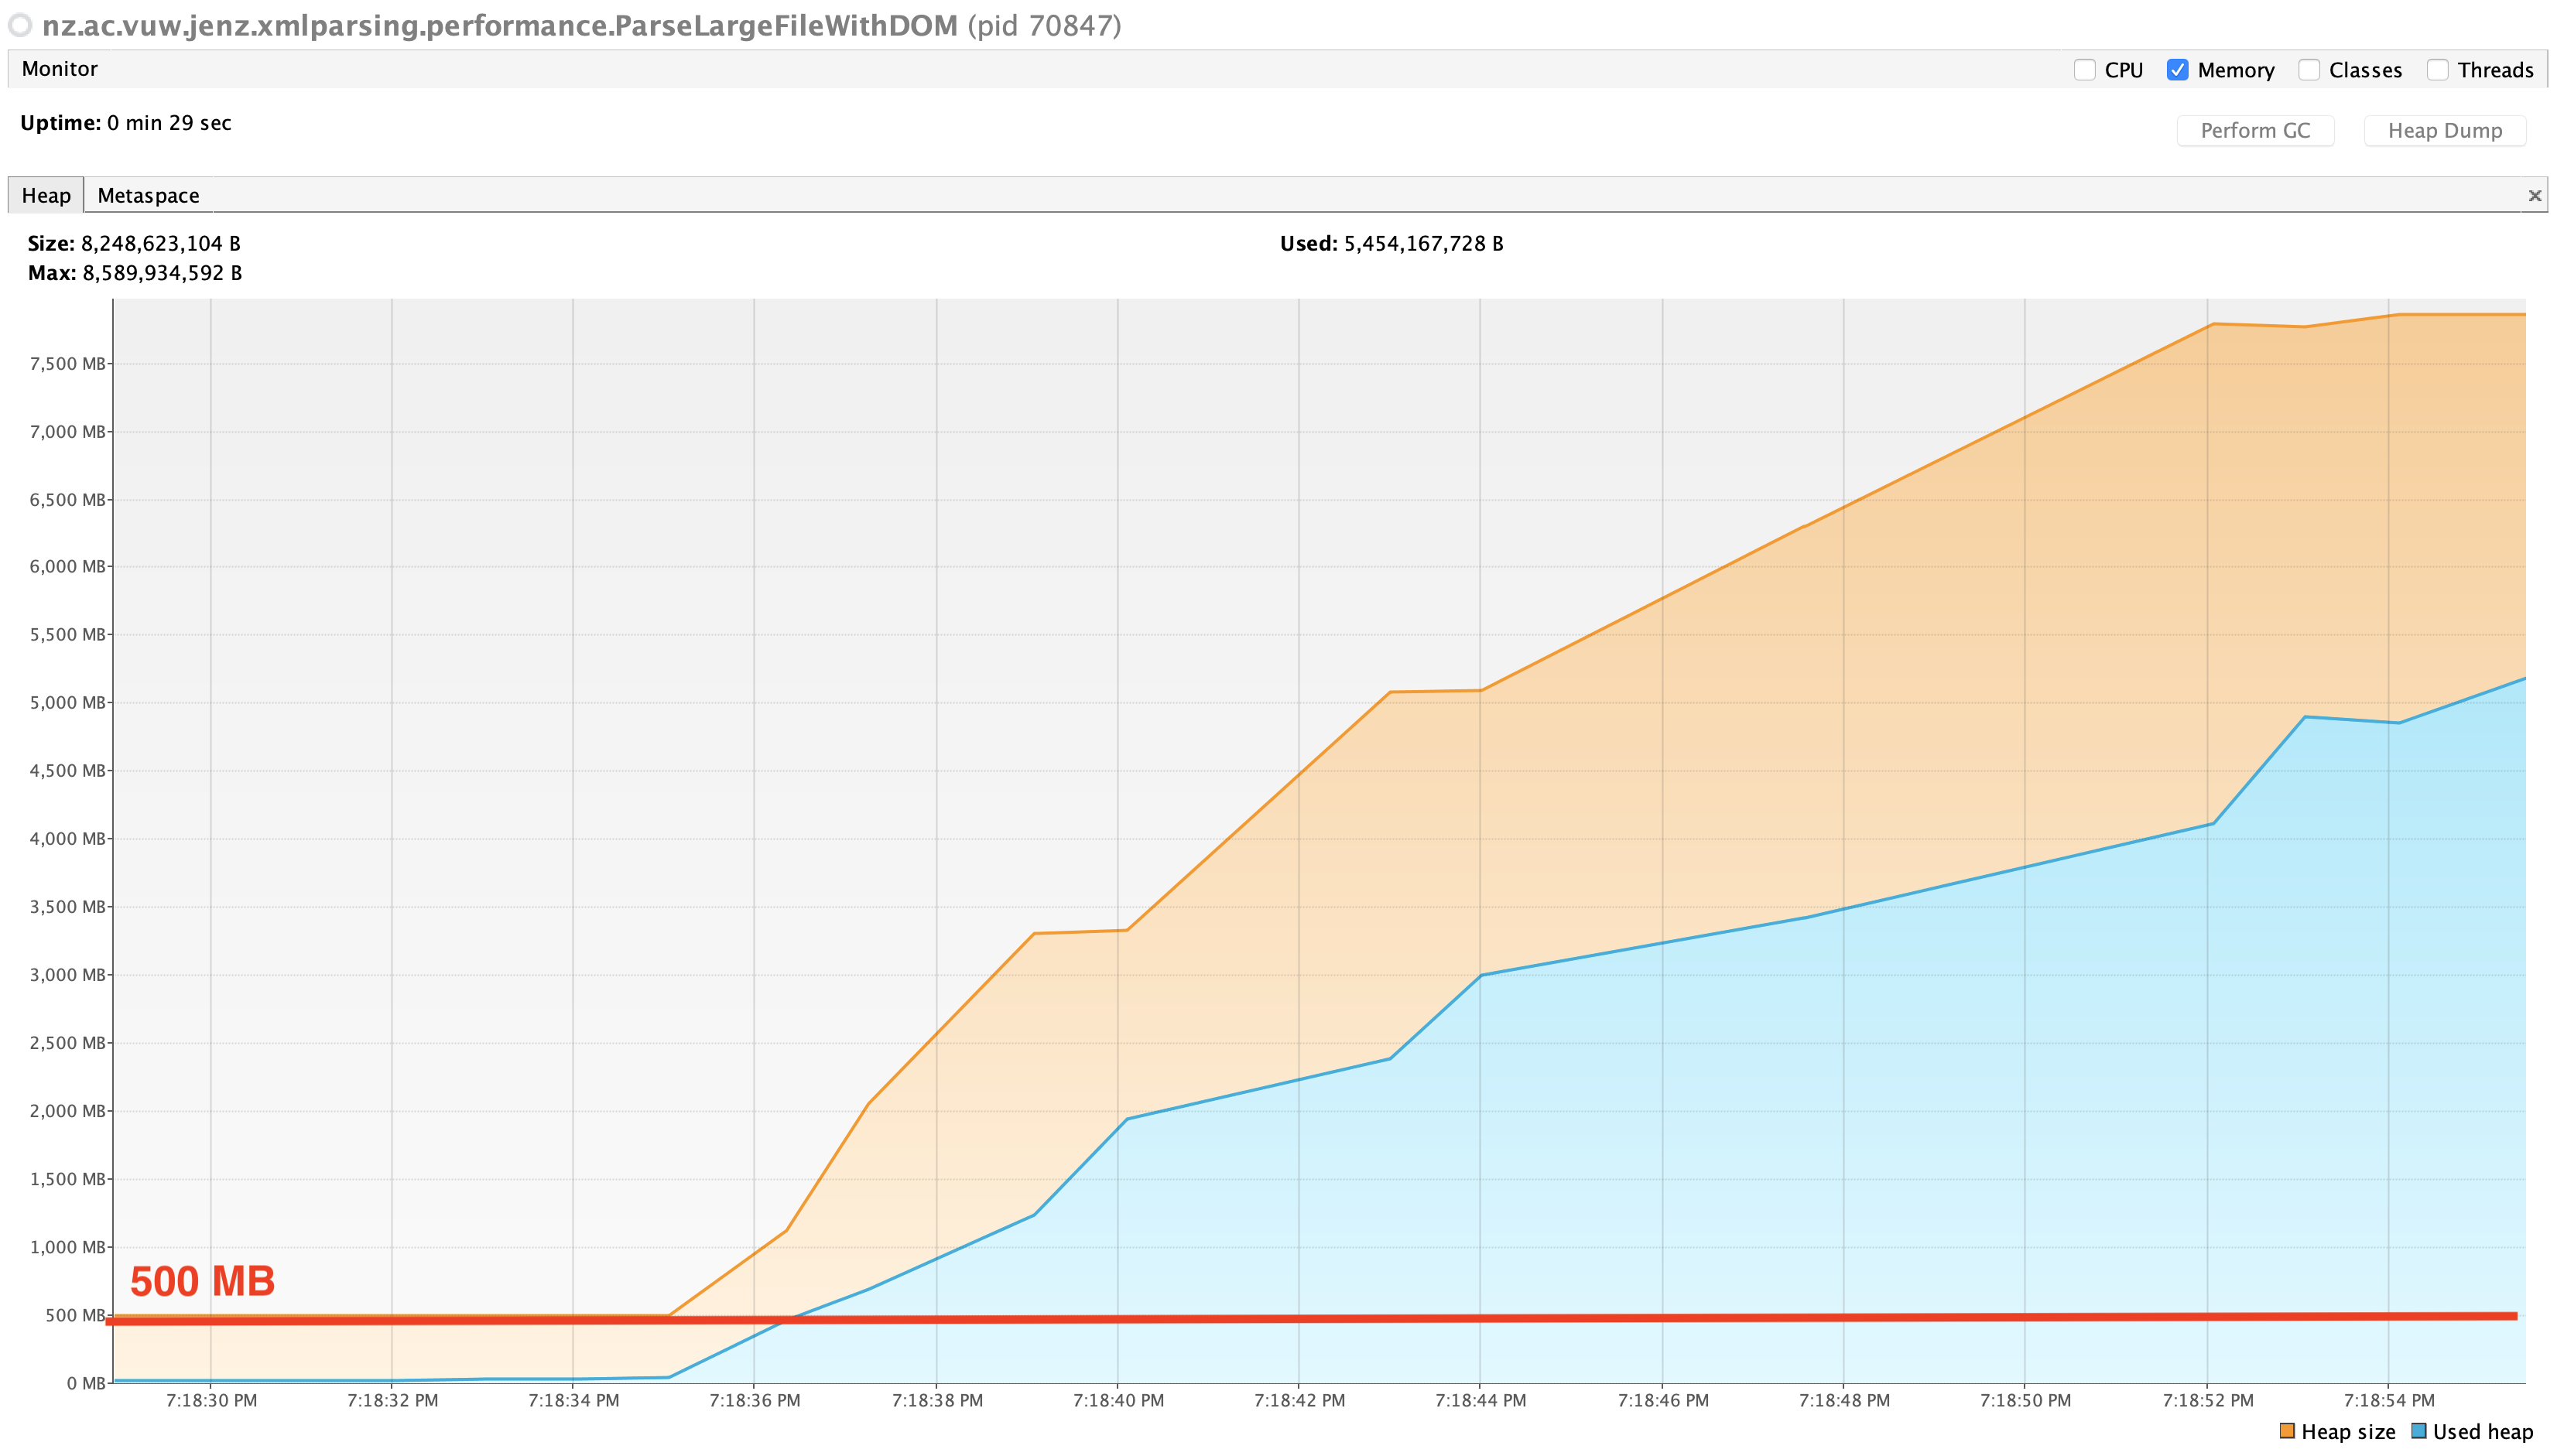 nz.ac.vuw.jenz.xmlparsing.performance.ParseLargeFileWithDOM (pid 70847)
Monitor
CPU Memory Classes Threads
Uptime: 0 min 29 sec
Perform GC Heap Dump
Heap Metaspace
Size: 8,248,623,104 B
Used: 5,454,167,728 B
Max: 8,589,934,592 B
7,500 MB
7,000 MB
6,500 MB
6,000 MB
5,500 MB
5,000 MB
4,500 MB
4,000 MB
3,500 MB
3,000 MB
2,500 MB
2,000 MB
1,500 MB
1,000 MB
500 MB
500 MB
0 MB
7:18:30 PM 7:18:32 PM 7:18:34 PM 7:18:36 PM 7:18:38 PM 7:18:40 PM 7:18:42 PM 7:18:44 PM 7:18:46 PM 7:18:48 PM 7:18:50 PM 7:18:52 PM 7:18:54 PM
Heap size Used heap